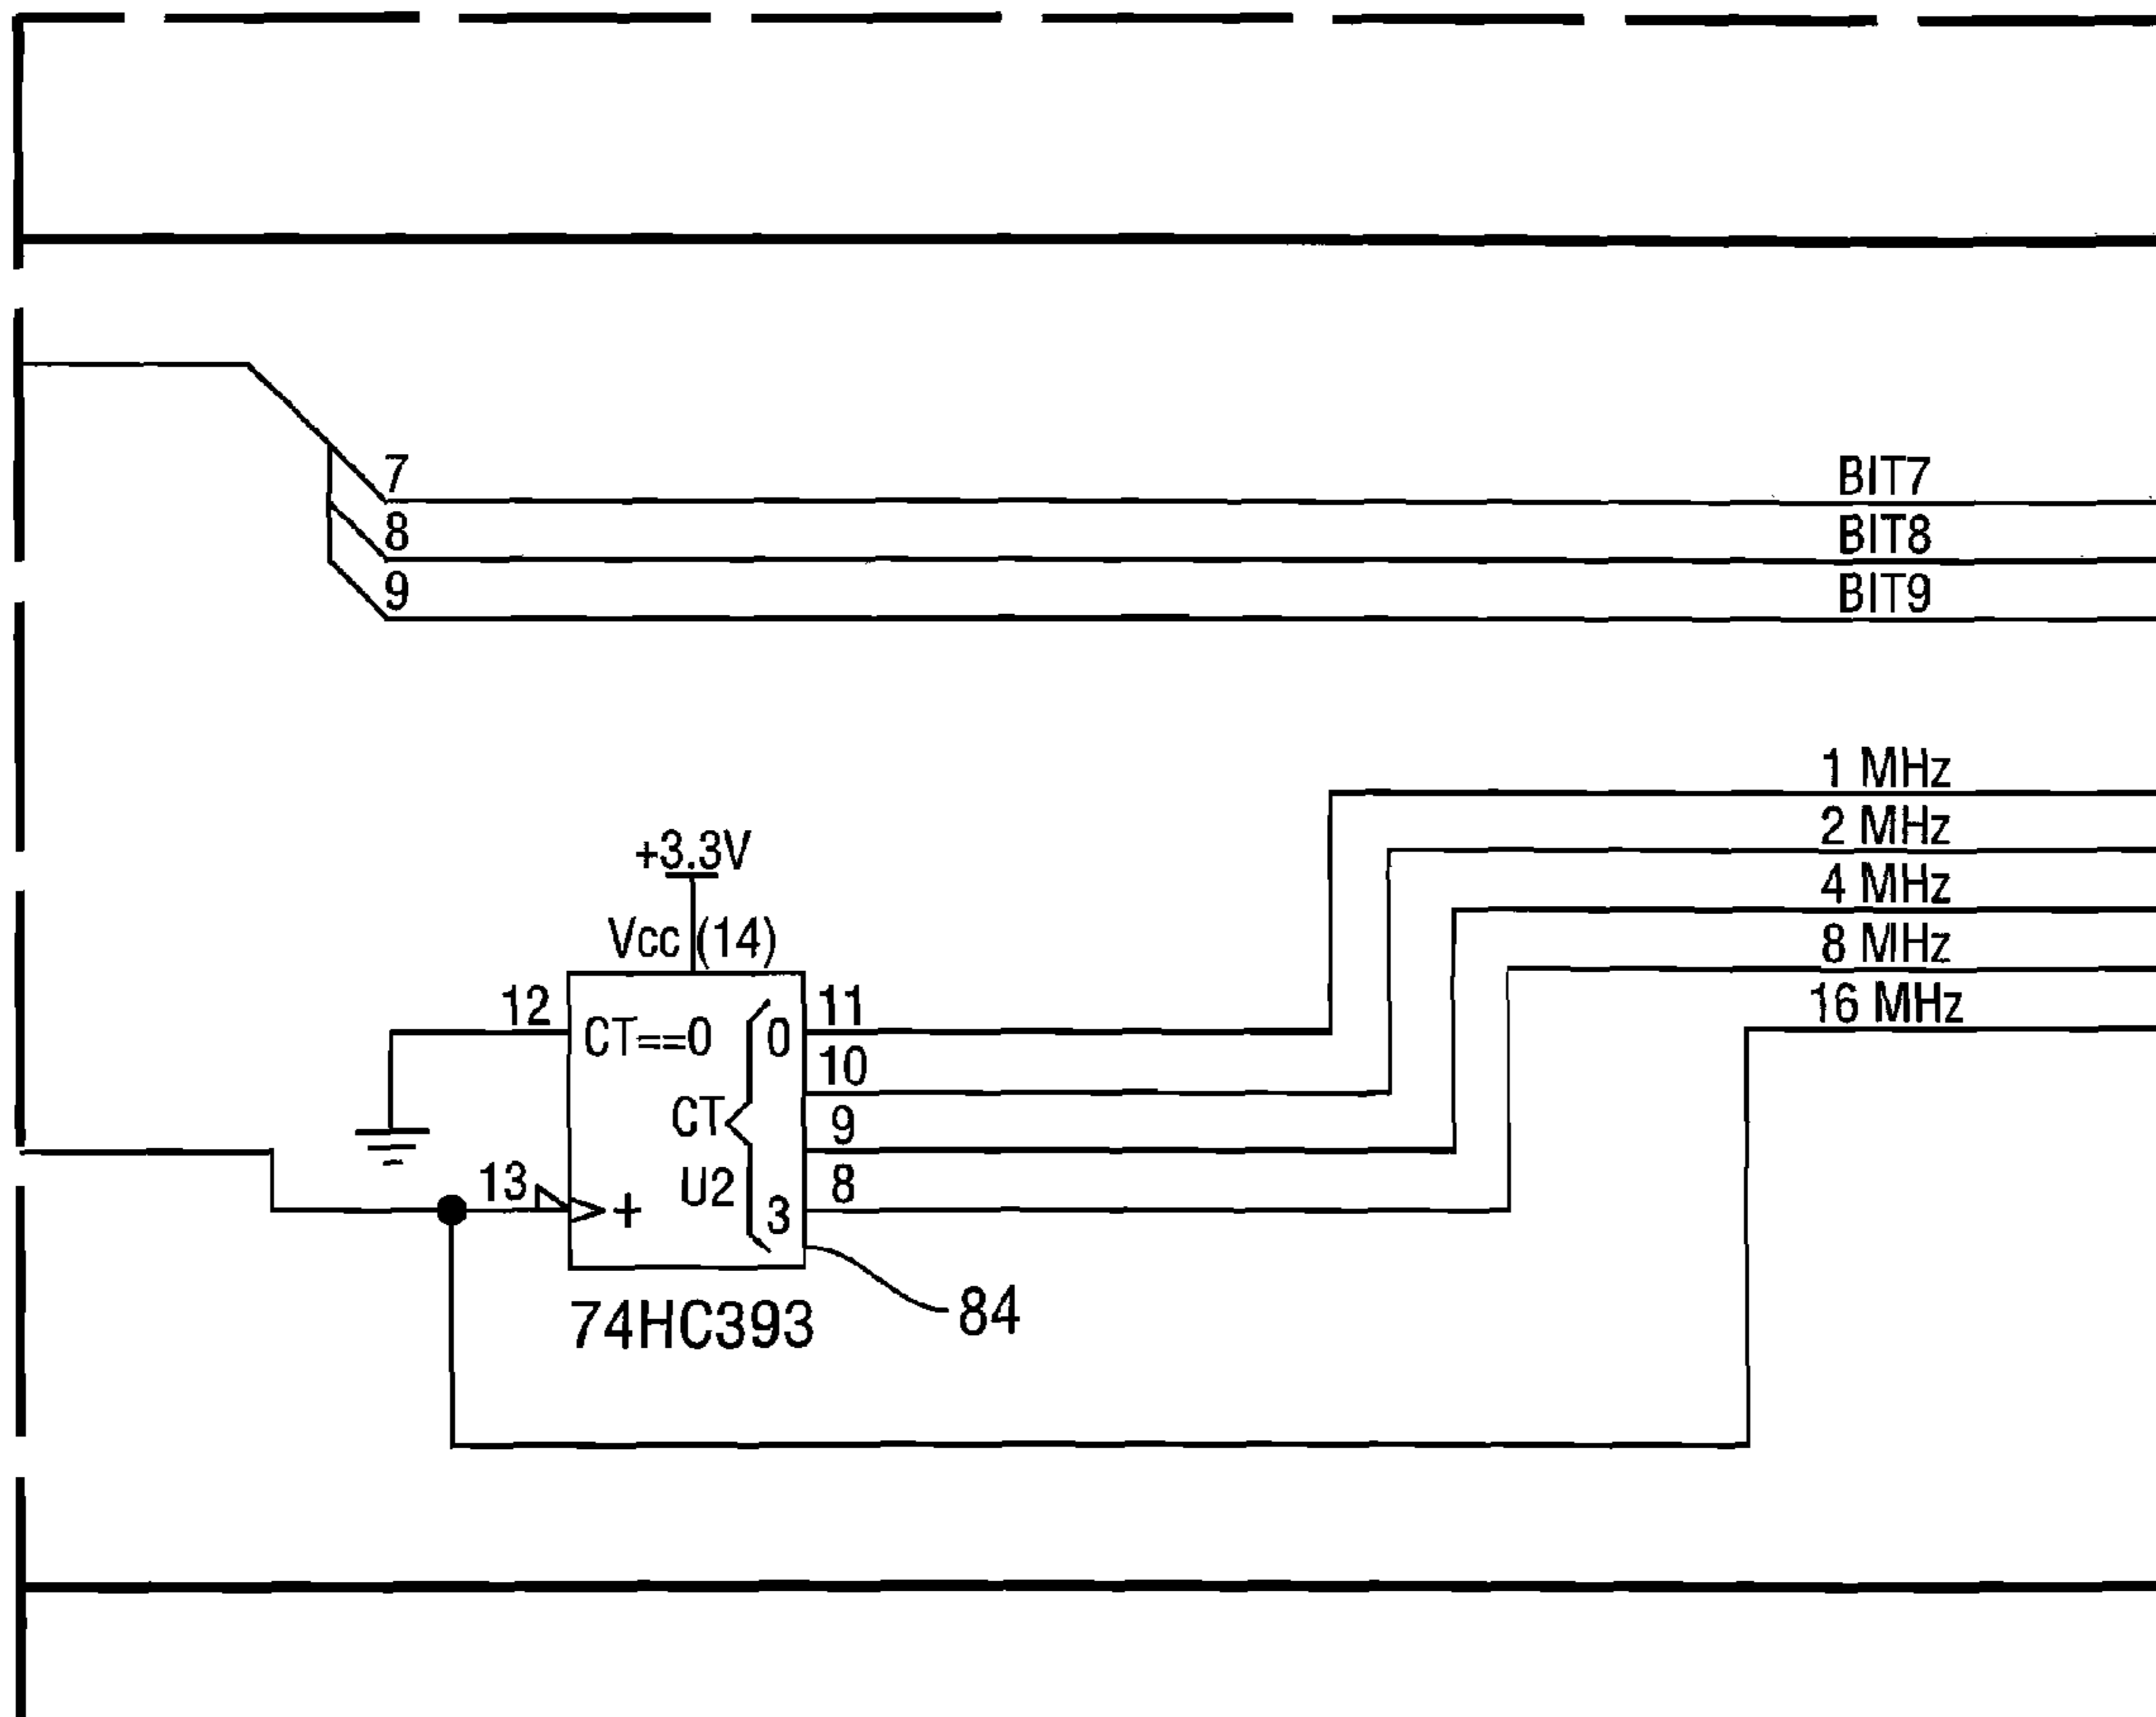 7
BIT7
8
BIT8
9
BIT9
1 MHz
2 MHz
4 MHz
8 MHz
16 MHz
+3.3V
Vcc (14)
12
CT==0
0
11
10
CT
9
13
+
U2
3
8
74HC393
84